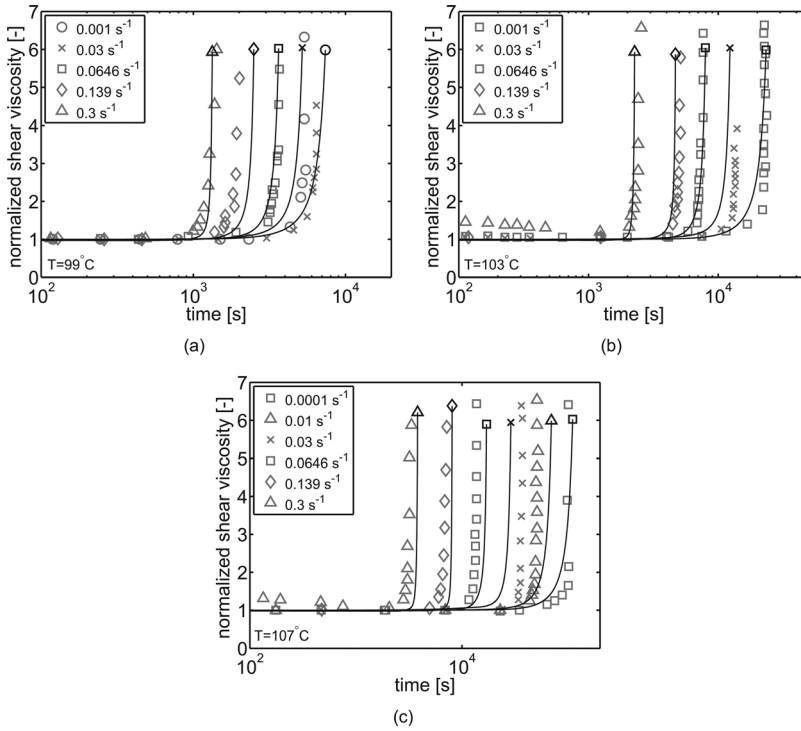 normalized shear viscosity [-]
7
6
5
4
3
2
1
0
0.001 s-1
0.03 s-1
0.0646 s-1
0.139 s-1
0.3 s-1
T=99°C
10^2
10^3
10^4
time [s]
(a)
normalized shear viscosity [-]
7
6
5
4
3
2
1
0
0.001 s-1
0.03 s-1
0.0646 s-1
0.139 s-1
0.3 s-1
T=103°C
10^2
10^3
10^4
time [s]
(b)
normalized shear viscosity [-]
7
6
5
4
3
2
1
0
0.0001 s-1
0.01 s-1
0.03 s-1
0.0646 s-1
0.139 s-1
0.3 s-1
T=107°C
10^2
10^4
time [s]
(c)